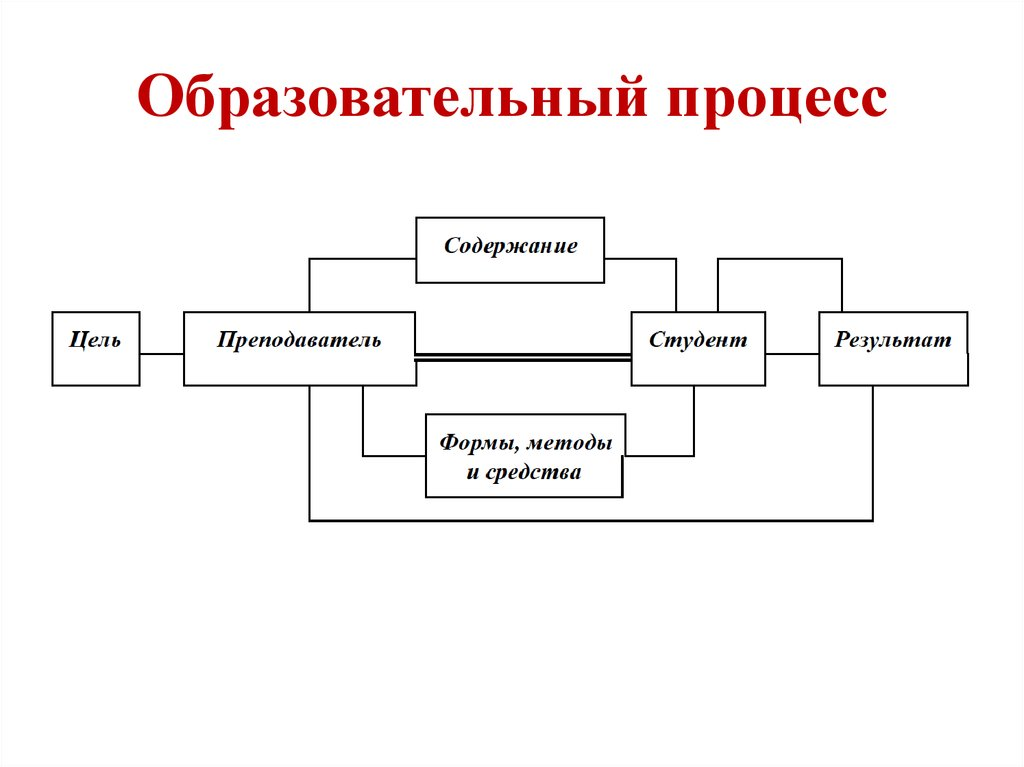 Образовательный процесс
Содержание
Цель
Преподаватель
Студент
Результат
Формы, методы
и средства